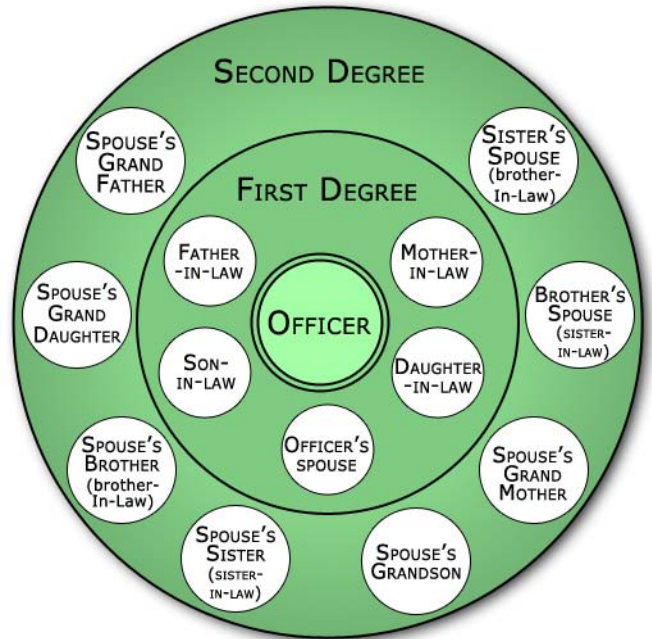 SECOND DEGREE
SPOUSE'S
GRAND
FATHER
SISTER'S
SPOUSE
(brother-
In-Law)
FIRST DEGREE
FATHER
-IN-LAW
MOTHER-
IN-LAW
SPOUSE'S
GRAND
DAUGHTER
OFFICER
BROTHER'S
SPOUSE
(SISTER-
IN-LAW)
SON-
IN-LAW
DAUGHTER
-IN-LAW
OFFICER'S
SPOUSE
SPOUSE'S
BROTHER
(brother-
In-Law)
SPOUSE'S
GRAND
MOTHER
SPOUSE'S
SISTER
(SISTER-
IN-LAW)
SPOUSE'S
GRANDSON